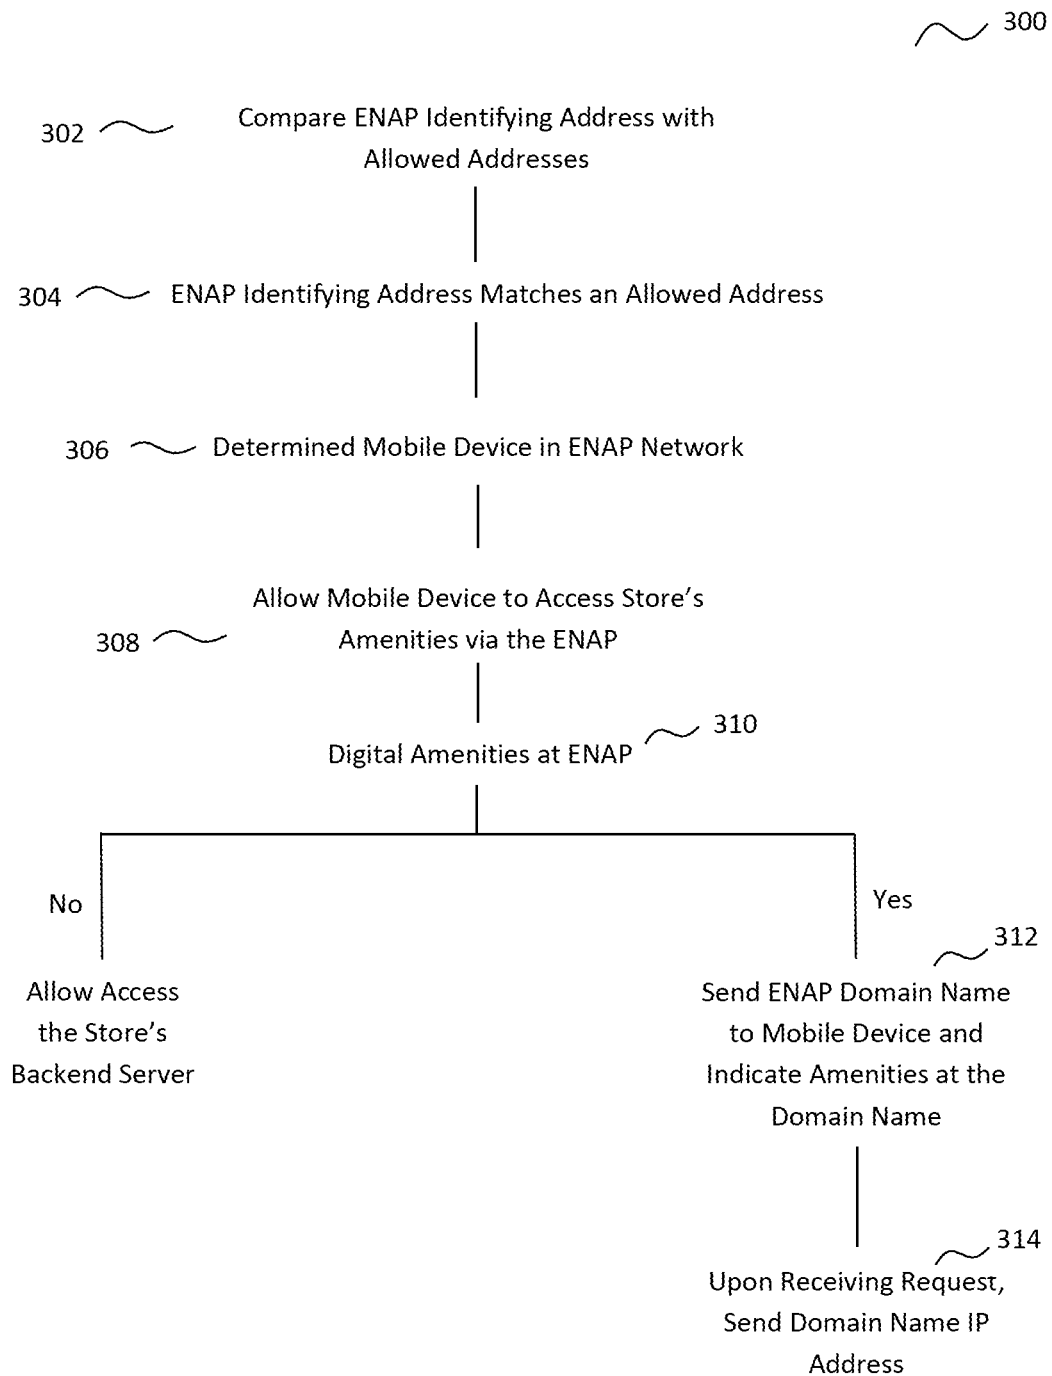 300
302
Compare ENAP Identifying Address with
Allowed Addresses
304
ENAP Identifying Address Matches an Allowed Address
306
Determined Mobile Device in ENAP Network
Allow Mobile Device to Access Store's
308
Amenities via the ENAP
310
Digital Amenities at ENAP
No
Yes
312
Allow Access
the Store's
Backend Server
Send ENAP Domain Name
to Mobile Device and
Indicate Amenities at the
Domain Name
314
Upon Receiving Request,
Send Domain Name IP
Address